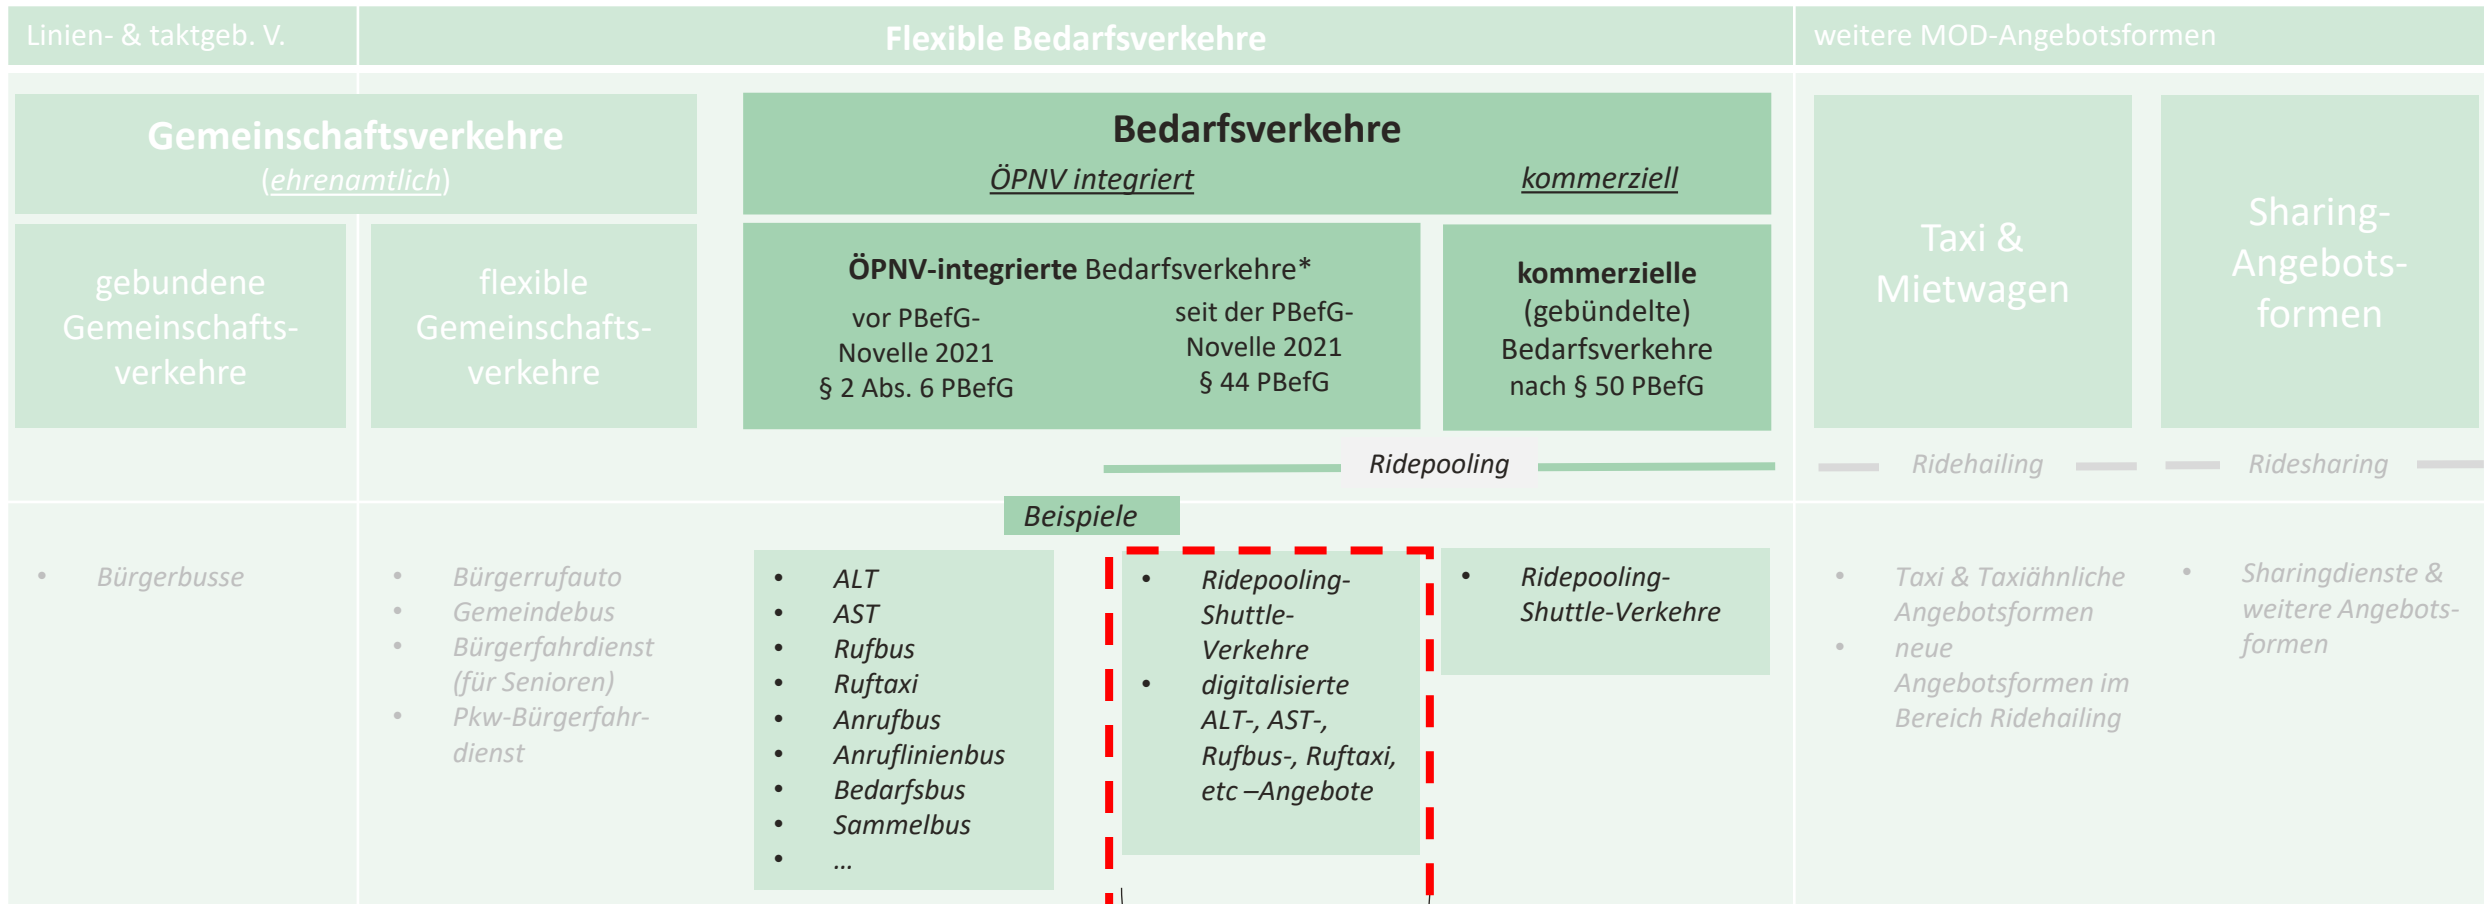 Linien- & taktgeb. V.
Flexible Bedarfsverkehre
weitere MOD-Angebotsformen
Gemeinschaftsverkehre
(ehrenamtlich)
Bedarfsverkehre
ÖPNV integriert
kommerziell
gebundene
Gemeinschafts-
verkehre
flexible
Gemeinschafts-
verkehre
ÖPNV-integrierte Bedarfsverkehre*
vor PBefG-
Novelle 2021
§ 2 Abs. 6 PBefG
seit der PBefG-
Novelle 2021
§ 44 PBefG
kommerzielle
(gebündelte)
Bedarfsverkehre
nach § 50 PBefG
Taxi &
Mietwagen
Sharing-
Angebots-
formen
Ridepooling
Ridehailing
Ridesharing
Beispiele
• Bürgerbusse
• Bürgerrufauto
• Gemeindebus
• Bürgerfahrdienst
(für Senioren)
• Pkw-Bürgerfahr-
dienst
• ALT
• AST
• Rufbus
• Ruftaxi
• Anrufbus
• Anruflinienbus
• Bedarfsbus
• Sammelbus
• ...
• Ridepooling-
Shuttle-
Verkehre
• digitalisierte
ALT-, AST-,
Rufbus-, Ruftaxi,
etc –Angebote
• Ridepooling-
Shuttle-Verkehre
• Taxi & Taxiähnliche
Angebotsformen
• neue
Angebotsformen im
Bereich Ridehailing
• Sharingdienste &
weitere Angebots-
formen